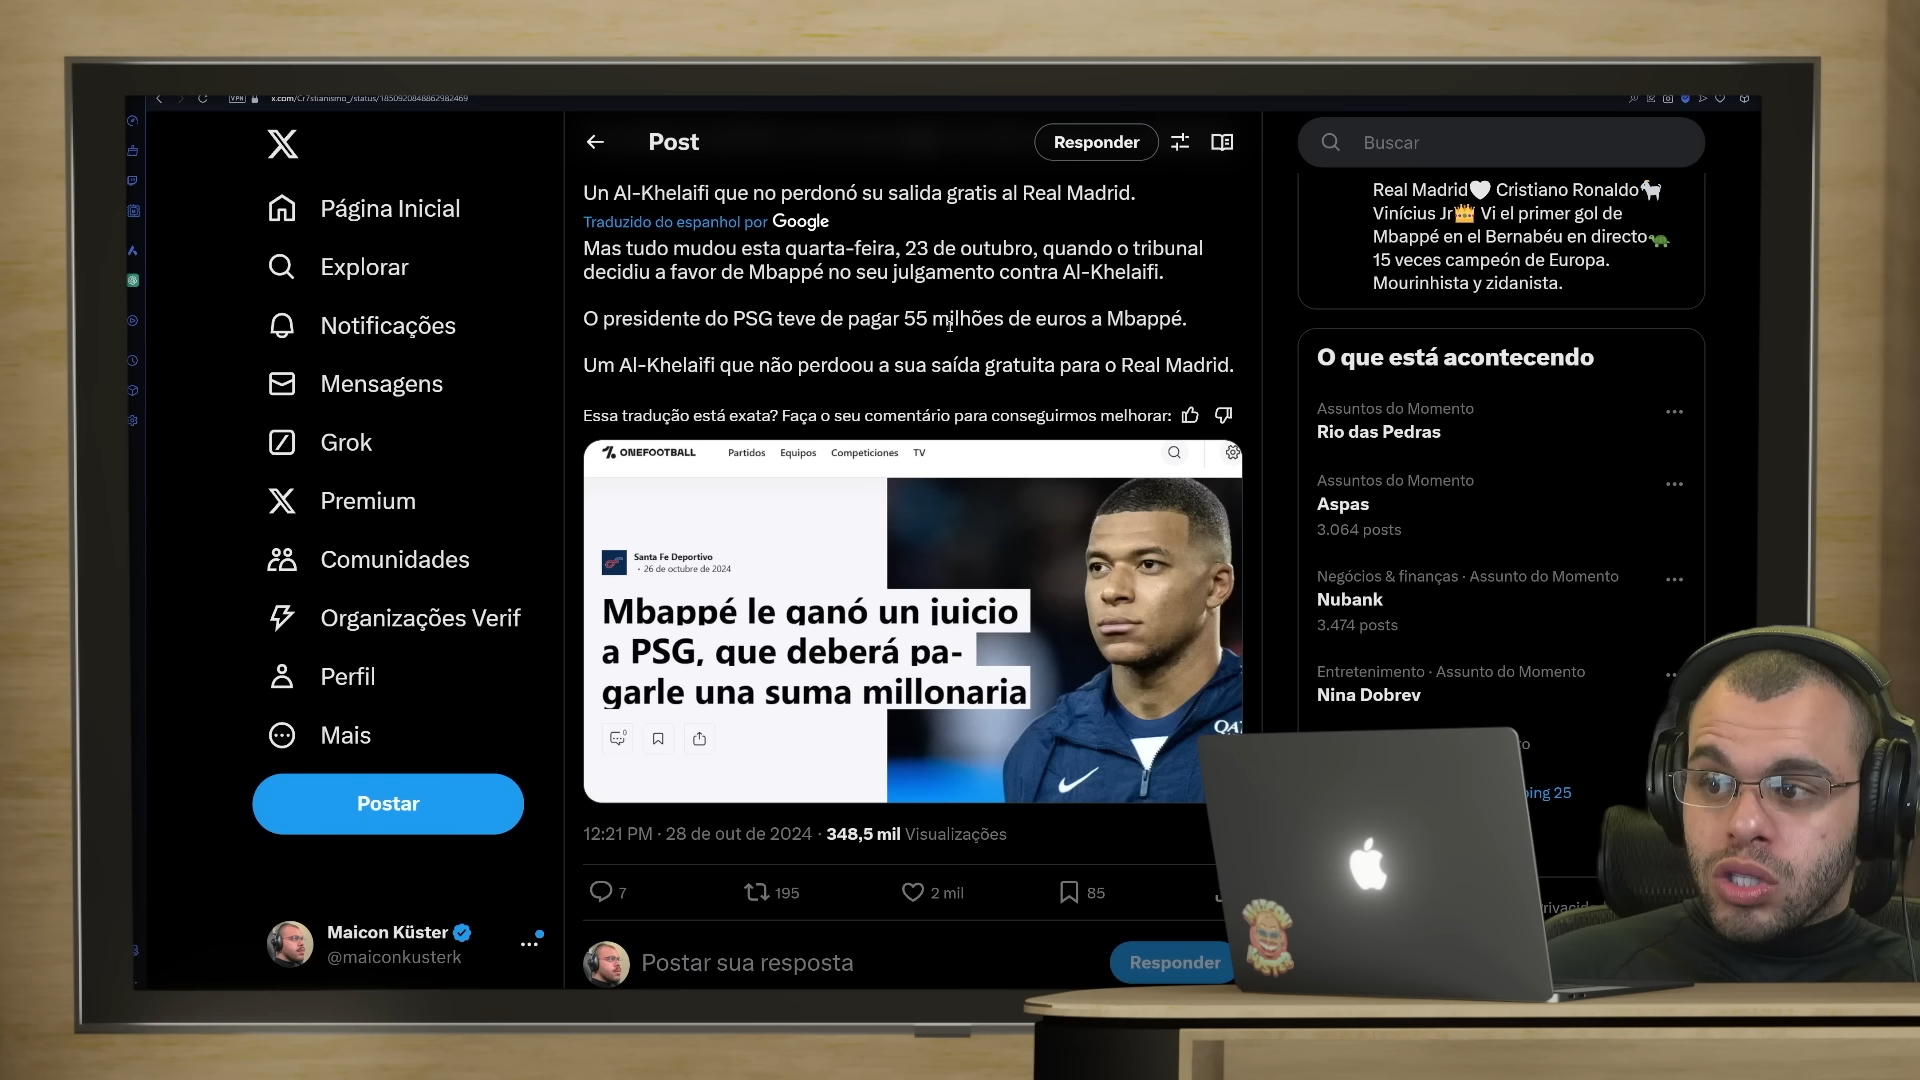 VPN
x.com/Cr7stianismo_/status/1850920848862982469
Página Inicial
Explorar
Notificações
Mensagens
Grok
Premium
Comunidades
Organizações Verif
Perfil
Mais
Postar
Maicon Küster
@maiconkusterk
...
Post
Responder
Un Al-Khelaifi que no perdonó su salida gratis al Real Madrid.
Traduzido do espanhol por Google
Mas tudo mudou esta quarta-feira, 23 de outubro, quando o tribunal
decidiu a favor de Mbappé no seu julgamento contra Al-Khelaifi.
O presidente do PSG teve de pagar 55 milhões de euros a Mbappé.
Um Al-Khelaifi que não perdoou a sua saída gratuita para o Real Madrid.
Essa tradução está exata? Faça o seu comentário para conseguirmos melhorar:
ONEFOOTBALL
Partidos Equipos Competiciones TV
Santa Fe Deportivo
· 26 de octubre de 2024
Mbappé le ganó un juicio
a PSG, que deberá pa-
garle una suma millonaria
0
QA
12:21 PM · 28 de out de 2024 · 348,5 mil Visualizações
7 195 2 mil 85
Postar sua resposta
Responder
Buscar
Real Madrid🤍 Cristiano Ronaldo🐐
Vinícius Jr👑 Vi el primer gol de
Mbappé en el Bernabéu en directo🐢
15 veces campeón de Europa.
Mourinhista y zidanista.
O que está acontecendo
Assuntos do Momento
Rio das Pedras
Assuntos do Momento
Aspas
3.064 posts
Negócios & finanças · Assunto do Momento
Nubank
3.474 posts
Entretenimento · Assunto do Momento
Nina Dobrev
to
ping 25
rivacid